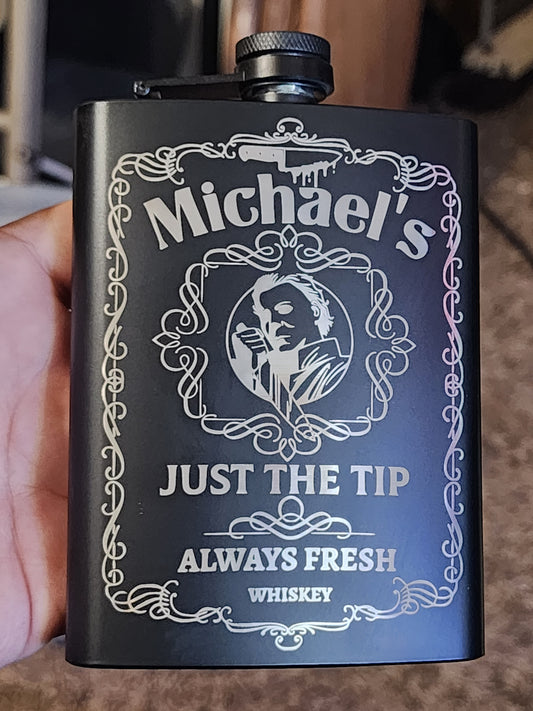 Michael's
JUST THE TIP
ALWAYS FRESH
WHISKEY